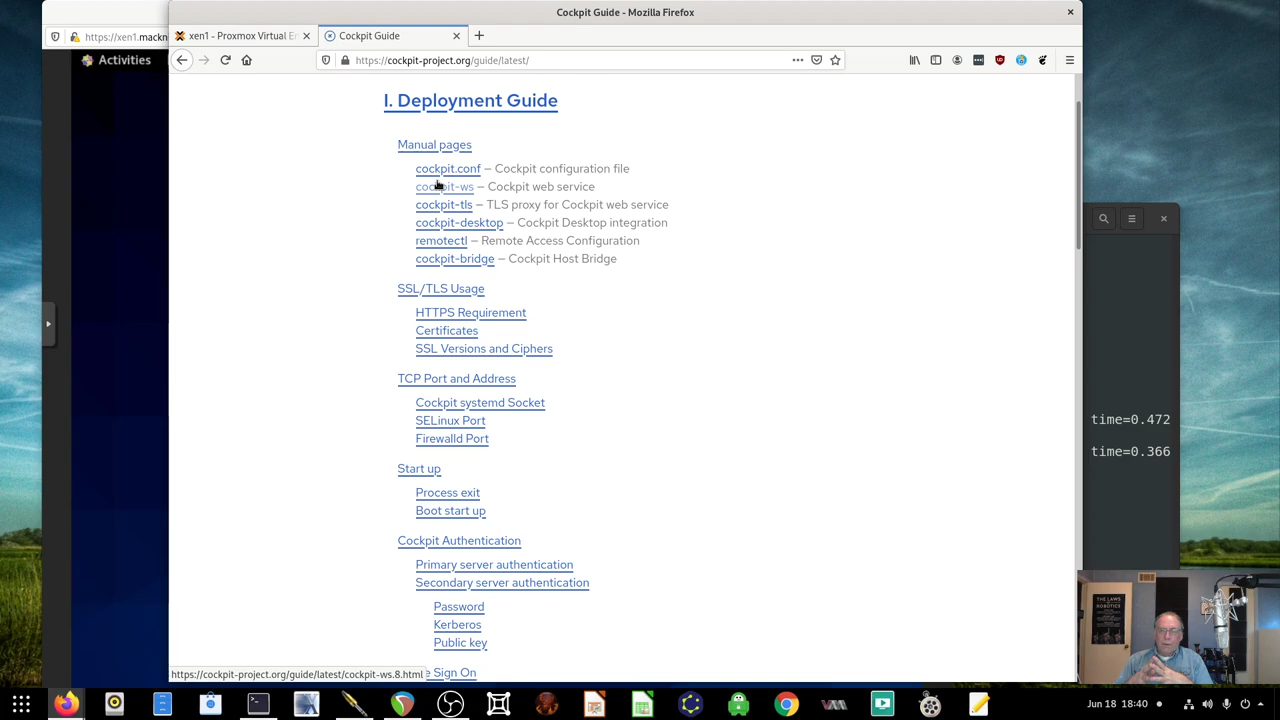 Cockpit Guide - Mozilla Firefox
https://xen1.mackn
xen1 - Proxmox Virtual En
Cockpit Guide
https://cockpit-project.org/guide/latest/
Activities
I. Deployment Guide
Manual pages
cockpit.conf — Cockpit configuration file
cockpit-ws — Cockpit web service
cockpit-tls — TLS proxy for Cockpit web service
cockpit-desktop — Cockpit Desktop integration
remotectl — Remote Access Configuration
cockpit-bridge — Cockpit Host Bridge
SSL/TLS Usage
HTTPS Requirement
Certificates
SSL Versions and Ciphers
TCP Port and Address
Cockpit systemd Socket
SELinux Port
Firewalld Port
time=0.472
time=0.366
Start up
Process exit
Boot start up
Cockpit Authentication
Primary server authentication
Secondary server authentication
Password
Kerberos
Public key
Sign On
https://cockpit-project.org/guide/latest/cockpit-ws.8.html
THE LAWS
ROBOTICS
Jun 18 18:40